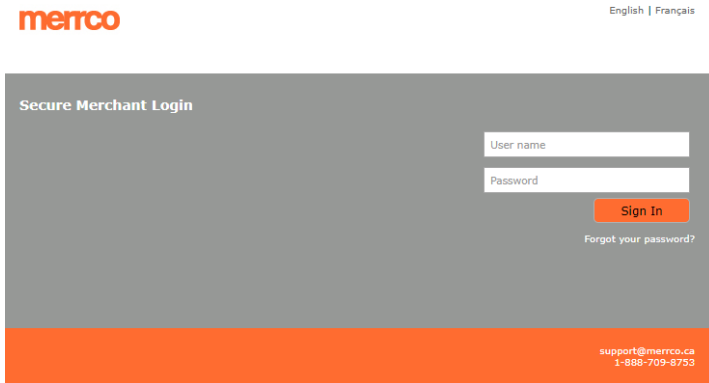 merrco
English | Français
Secure Merchant Login
User name
Password
Sign In
Forgot your password?
support@merrco.ca
1-888-709-8753